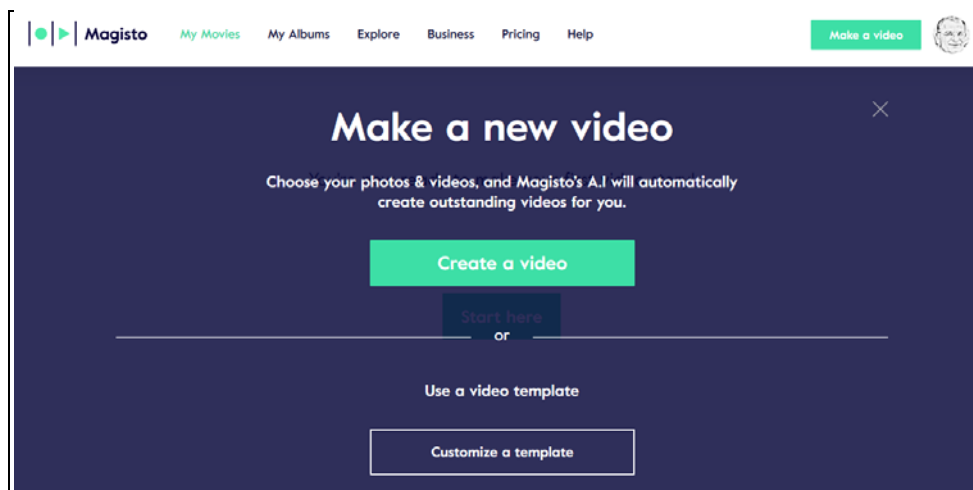 Magisto My Movies My Albums Explore Business Pricing Help Make a video
Make a new video
Choose your photos & videos, and Magisto's A.I will automatically
create outstanding videos for you.
Create a video
Start here
or
Use a video template
Customize a template